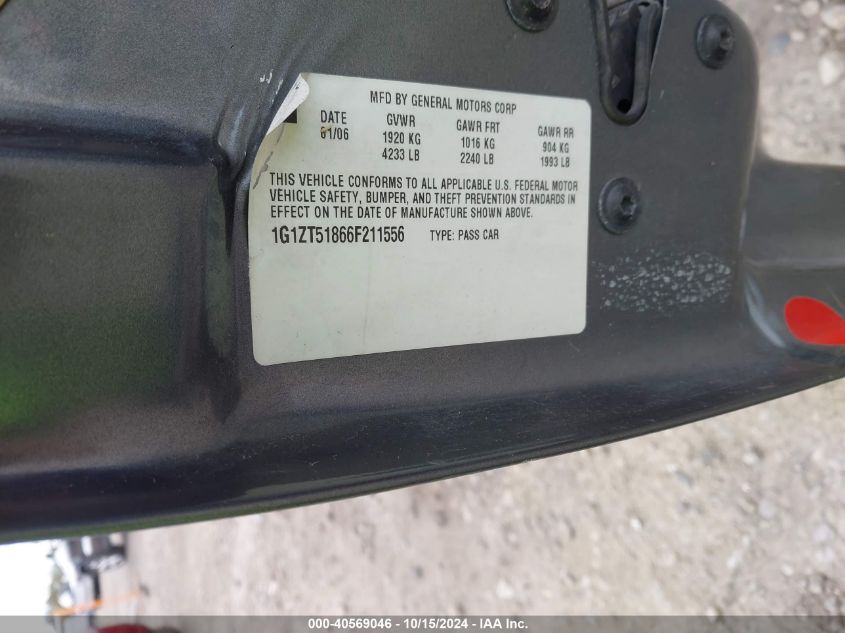 MFD BY GENERAL MOTORS CORP
DATE GVWR GAWR FRT GAWR RR
01/06 1920 KG 1016 KG 904 KG
4233 LB 2240 LB 1993 LB
THIS VEHICLE CONFORMS TO ALL APPLICABLE U.S. FEDERAL MOTOR
VEHICLE SAFETY, BUMPER, AND THEFT PREVENTION STANDARDS IN
EFFECT ON THE DATE OF MANUFACTURE SHOWN ABOVE.
1G1ZT51866F211556 TYPE: PASS CAR
000-40569046 - 10/15/2024 - IAA Inc.